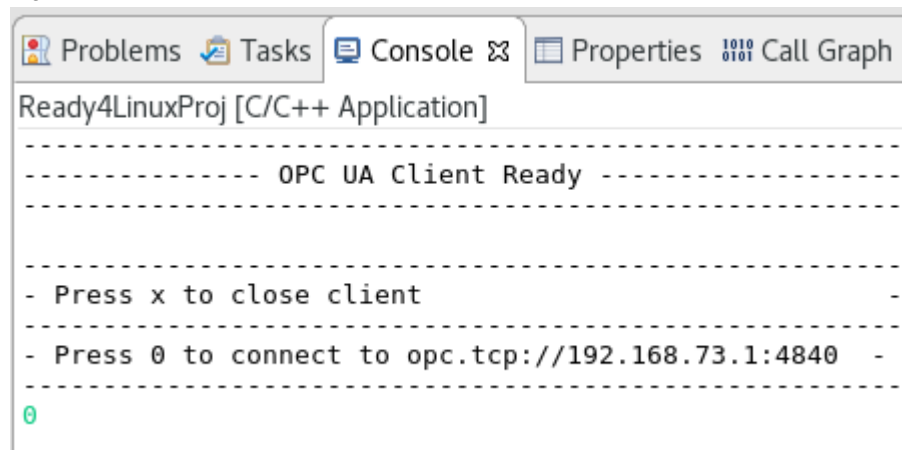 Problems Tasks Console Properties Call Graph
Ready4LinuxProj [C/C++ Application]
-------------------------------------------------------
--------------- OPC UA Client Ready -------------------
-------------------------------------------------------
-------------------------------------------------------
- Press x to close client -
-------------------------------------------------------
- Press 0 to connect to opc.tcp://192.168.73.1:4840 -
-------------------------------------------------------
0